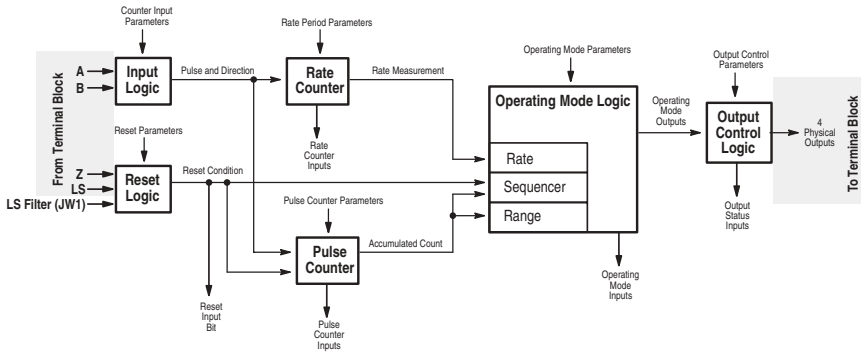 Counter Input
Parameters
Rate Period Parameters
Operating Mode Parameters
Output Control
Parameters
From Terminal Block
A
B
Input
Logic
Pulse and Direction
Rate
Counter
Rate Measurement
Operating Mode Logic
Operating
Mode
Outputs
Output
Control
Logic
4
Physical
Outputs
To Terminal Block
Reset Parameters
Rate
Counter
Inputs
Rate
Sequencer
Range
Z
LS
LS Filter (JW1)
Reset
Logic
Reset Condition
Pulse Counter Parameters
Pulse
Counter
Accumulated Count
Output
Status
Inputs
Operating
Mode
Inputs
Reset
Input
Bit
Pulse
Counter
Inputs